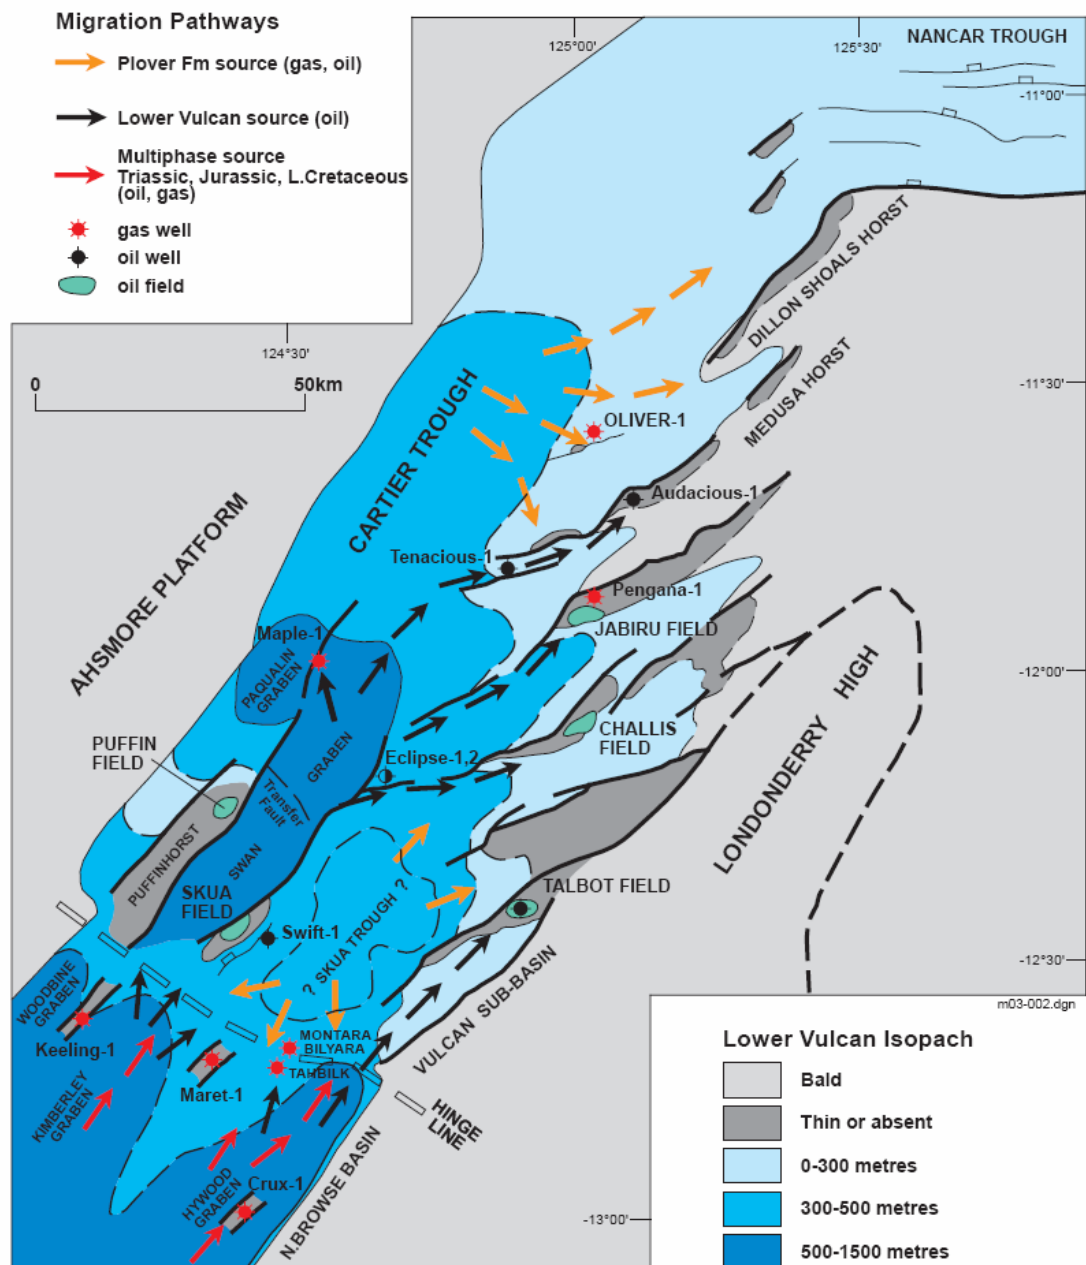 Migration Pathways
Plover Fm source (gas, oil)
Lower Vulcan source (oil)
Multiphase source
Triassic, Jurassic, L.Cretaceous
(oil, gas)
gas well
oil well
oil field
125°00'
125°30'
NANCAR TROUGH
-11°00'
124°30'
0
50km
DILLON SHOALS HORST
-11°30'
MEDUSA HORST
CARTIER TROUGH
OLIVER-1
Audacious-1
AHSMORE PLATFORM
Tenacious-1
Pengana-1
JABIRU FIELD
Maple-1
PAQUALIN
GRABEN
-12°00'
LONDONDERRY HIGH
PUFFIN
FIELD
CHALLIS
FIELD
Eclipse-1,2
SWAN GRABEN
Transfer
Fault
PUFFINHORST
SKUA
FIELD
TALBOT FIELD
Swift-1
? SKUA TROUGH ?
-12°30'
VULCAN SUB-BASIN
WOODBINE
GRABEN
Keeling-1
MONTARA
BILYARA
TAHBILK
Maret-1
KIMBERLEY
GRABEN
HINGE
LINE
HYWOOD
GRABEN
Crux-1
N.BROWSE BASIN
-13°00'
m03-002.dgn
Lower Vulcan Isopach
Bald
Thin or absent
0-300 metres
300-500 metres
500-1500 metres